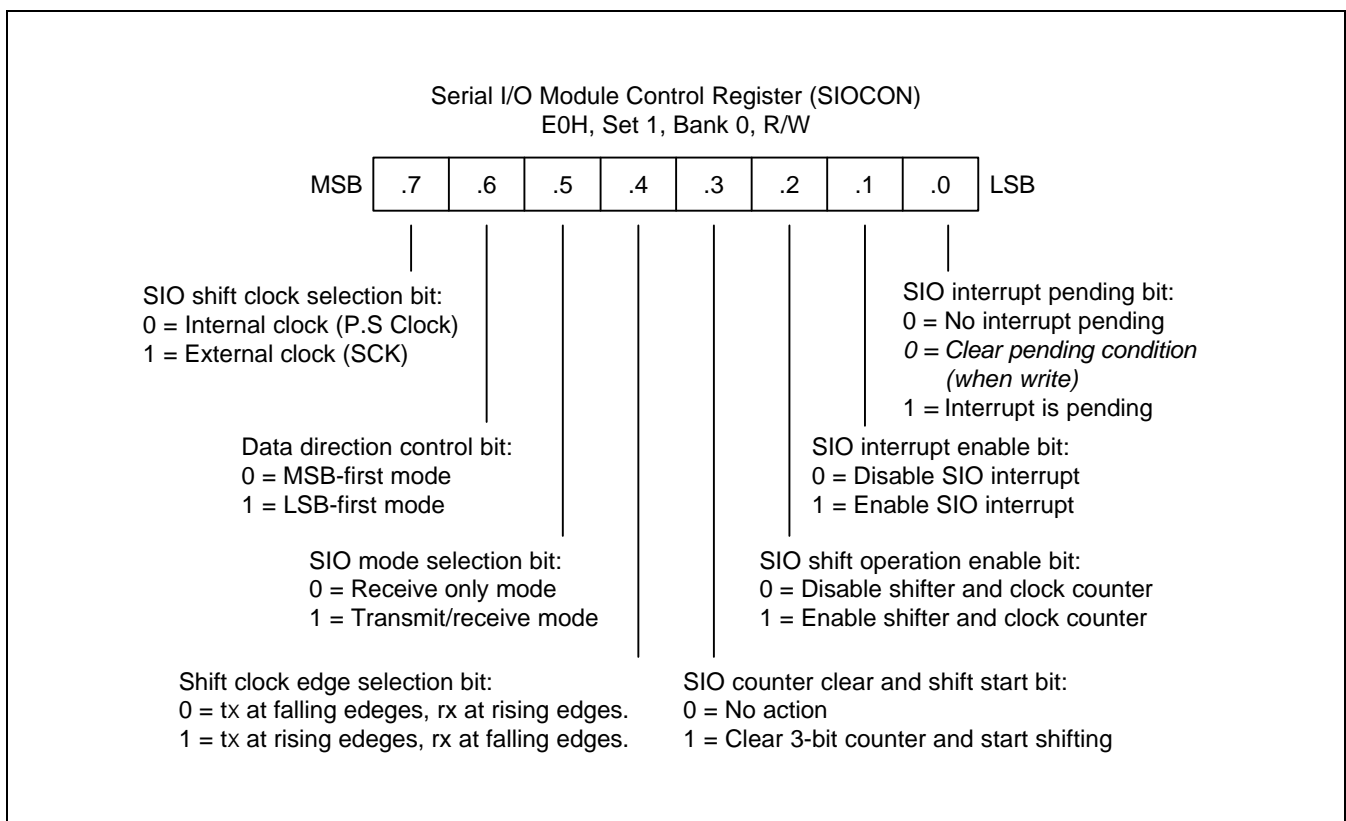 Serial I/O Module Control Register (SIOCON)
E0H, Set 1, Bank 0, R/W
MSB .7 .6 .5 .4 .3 .2 .1 .0 LSB
SIO shift clock selection bit:
0 = Internal clock (P.S Clock)
1 = External clock (SCK)
Data direction control bit:
0 = MSB-first mode
1 = LSB-first mode
SIO mode selection bit:
0 = Receive only mode
1 = Transmit/receive mode
Shift clock edge selection bit:
0 = tx at falling edeges, rx at rising edges.
1 = tx at rising edeges, rx at falling edges.
SIO counter clear and shift start bit:
0 = No action
1 = Clear 3-bit counter and start shifting
SIO shift operation enable bit:
0 = Disable shifter and clock counter
1 = Enable shifter and clock counter
SIO interrupt enable bit:
0 = Disable SIO interrupt
1 = Enable SIO interrupt
SIO interrupt pending bit:
0 = No interrupt pending
0 = Clear pending condition
(when write)
1 = Interrupt is pending